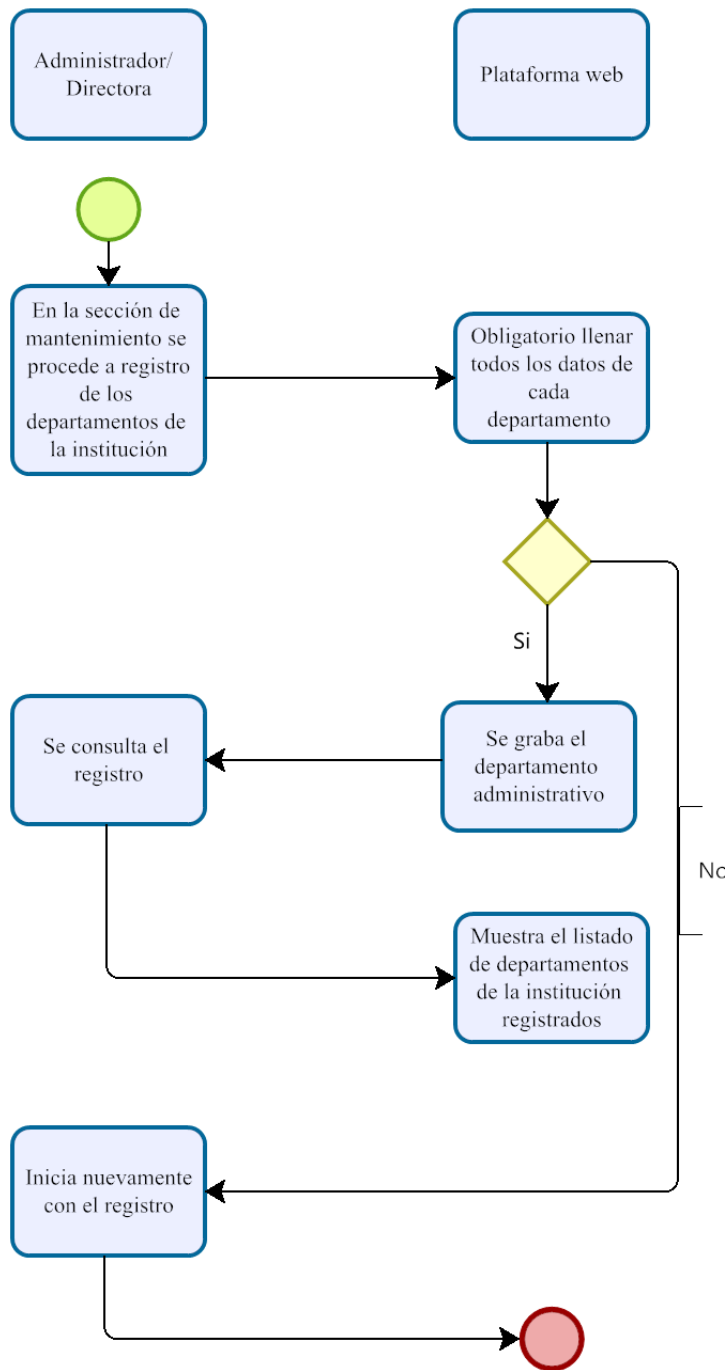 Administrador/
Directora
Plataforma web
En la sección de
mantenimiento se
procede a registro
de los
departamentos de
la institución
Obligatorio llenar
todos los datos de
cada
departamento
Si
Se consulta el
registro
Se graba el
departamento
administrativo
No
Muestra el listado
de departamentos
de la institución
registrados
Inicia nuevamente
con el registro